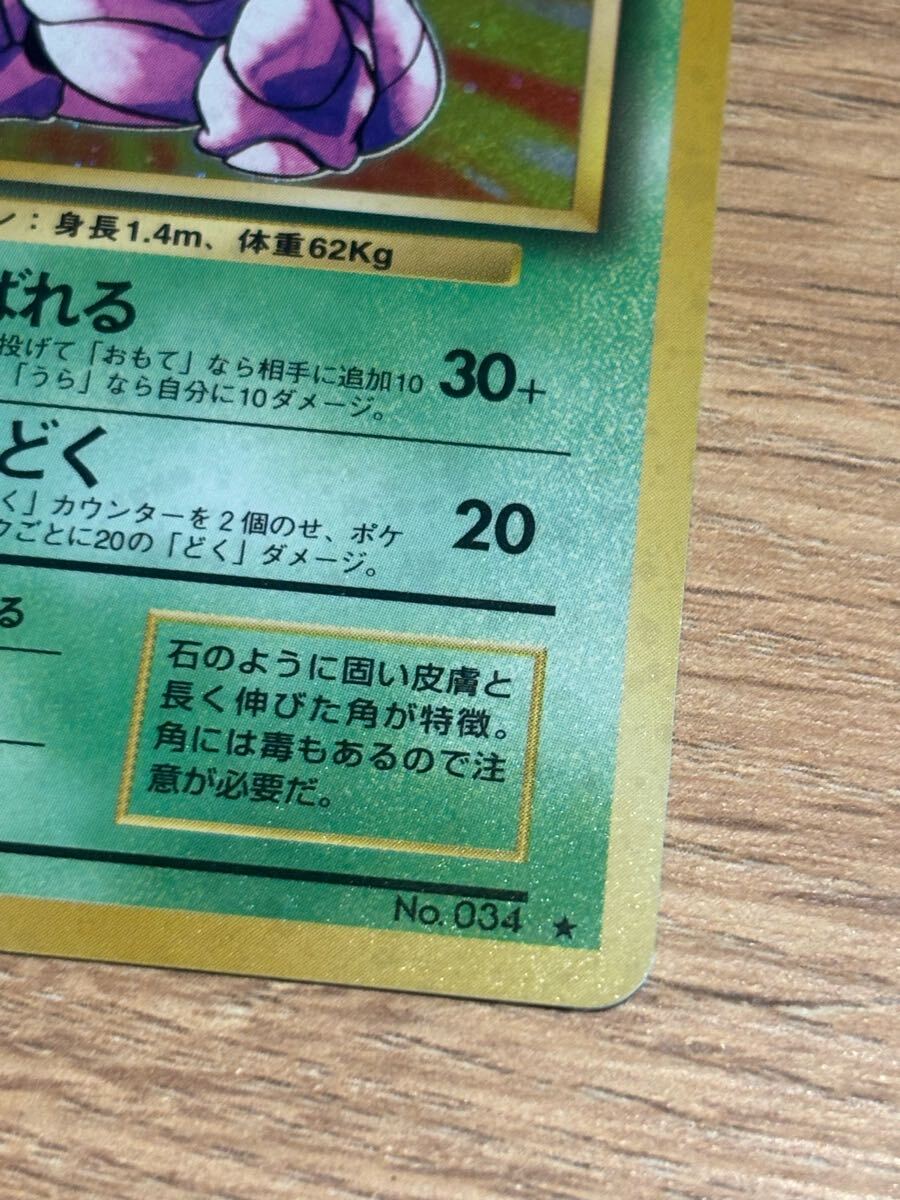 ン：身長1.4m、体重62Kg
ばれる
投げて「おもて」なら相手に追加10
30+
「うら」なら自分に10ダメージ。
どく
く」カウンターを2個のせ、ポケ
20
クごとに20の「どく」ダメージ。
る
石のように固い皮膚と
長く伸びた角が特徴。
角には毒もあるので注
意が必要だ。
No. 034 ★